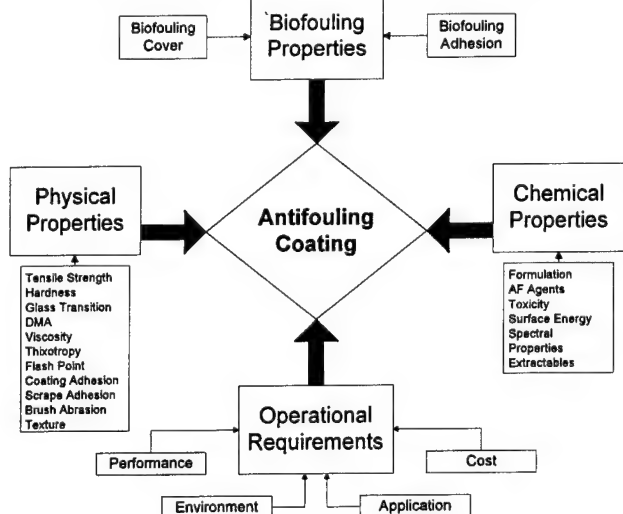 Biofouling
Cover
Biofouling
Properties
Biofouling
Adhesion
Physical
Properties
Antifouling
Coating
Chemical
Properties
Tensile Strength
Hardness
Glass Transition
DMA
Viscosity
Thixotropy
Flash Point
Coating Adhesion
Scrape Adhesion
Brush Abrasion
Texture
Formulation
AF Agents
Toxicity
Surface Energy
Spectral
Properties
Extractables
Operational
Requirements
Performance
Cost
Environment
Application